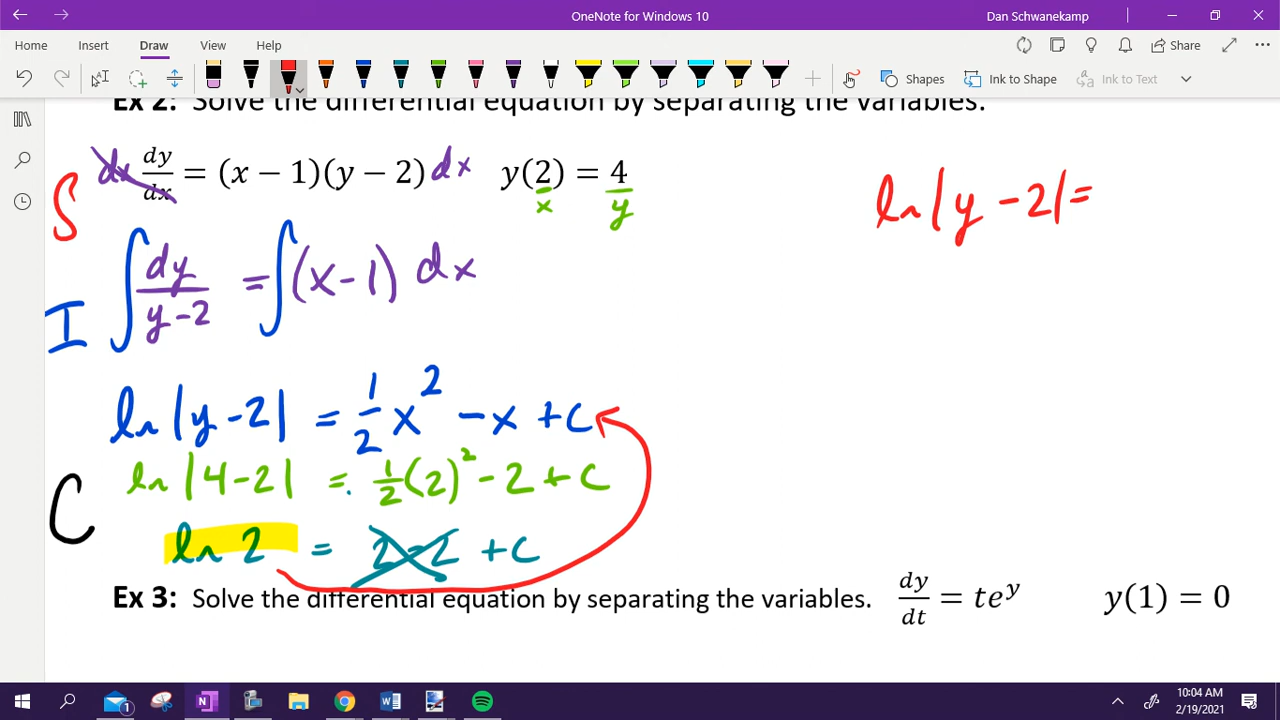 OneNote for Windows 10
Dan Schwanekamp
Home Insert Draw View Help
Share
Shapes
Ink to Shape
Ink to Text
Ex 2: Solve the differential equation by separating the variables.
dx dy/dx = (x − 1)(y − 2) dx y(2) = 4
x y
S
ln|y − 2| =
I
∫ dy/(y−2) = ∫ (x−1) dx
ln|y−2| = 1/2 x² − x + C
C
ln|4−2| = 1/2(2)² − 2 + C
ln 2 = 2−2 + C
Ex 3: Solve the differential equation by separating the variables. dy/dt = te^y y(1) = 0
1
10:04 AM
2/19/2021